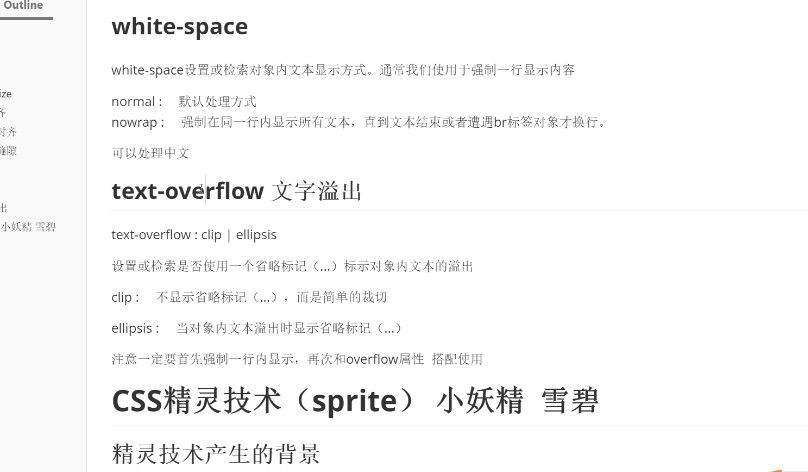 Outline
ize
齐
对齐
缝隙
出
小妖精 雪碧
white-space
white-space设置或检索对象内文本显示方式。通常我们使用于强制一行显示内容
normal : 默认处理方式
nowrap : 强制在同一行内显示所有文本，直到文本结束或者遭遇br标签对象才换行。
可以处理中文
text-overflow 文字溢出
text-overflow : clip | ellipsis
设置或检索是否使用一个省略标记（...）标示对象内文本的溢出
clip : 不显示省略标记（...），而是简单的裁切
ellipsis : 当对象内文本溢出时显示省略标记（...）
注意一定要首先强制一行内显示，再次和overflow属性 搭配使用
CSS精灵技术（sprite） 小妖精 雪碧
精灵技术产生的背景